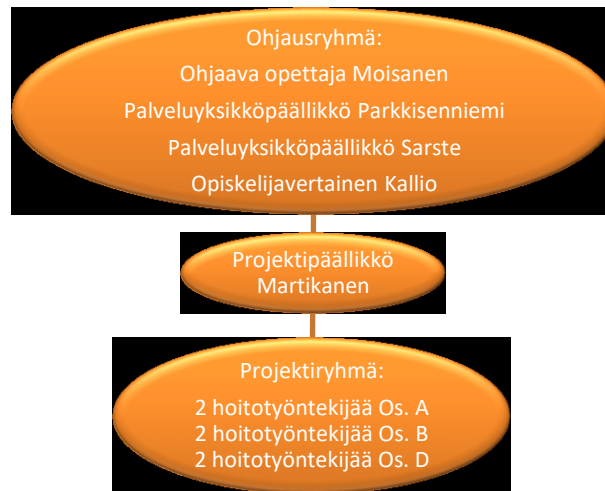 Ohjausryhmä:
Ohjaava opettaja Moisanen
Palveluyksikköpäällikkö Parkkisenniemi
Palveluyksikköpäällikkö Sarste
Opiskelijavertainen Kallio
Projektipäällikkö
Martikanen
Projektiryhmä:
2 hoitotyöntekijää Os. A
2 hoitotyöntekijää Os. B
2 hoitotyöntekijää Os. D